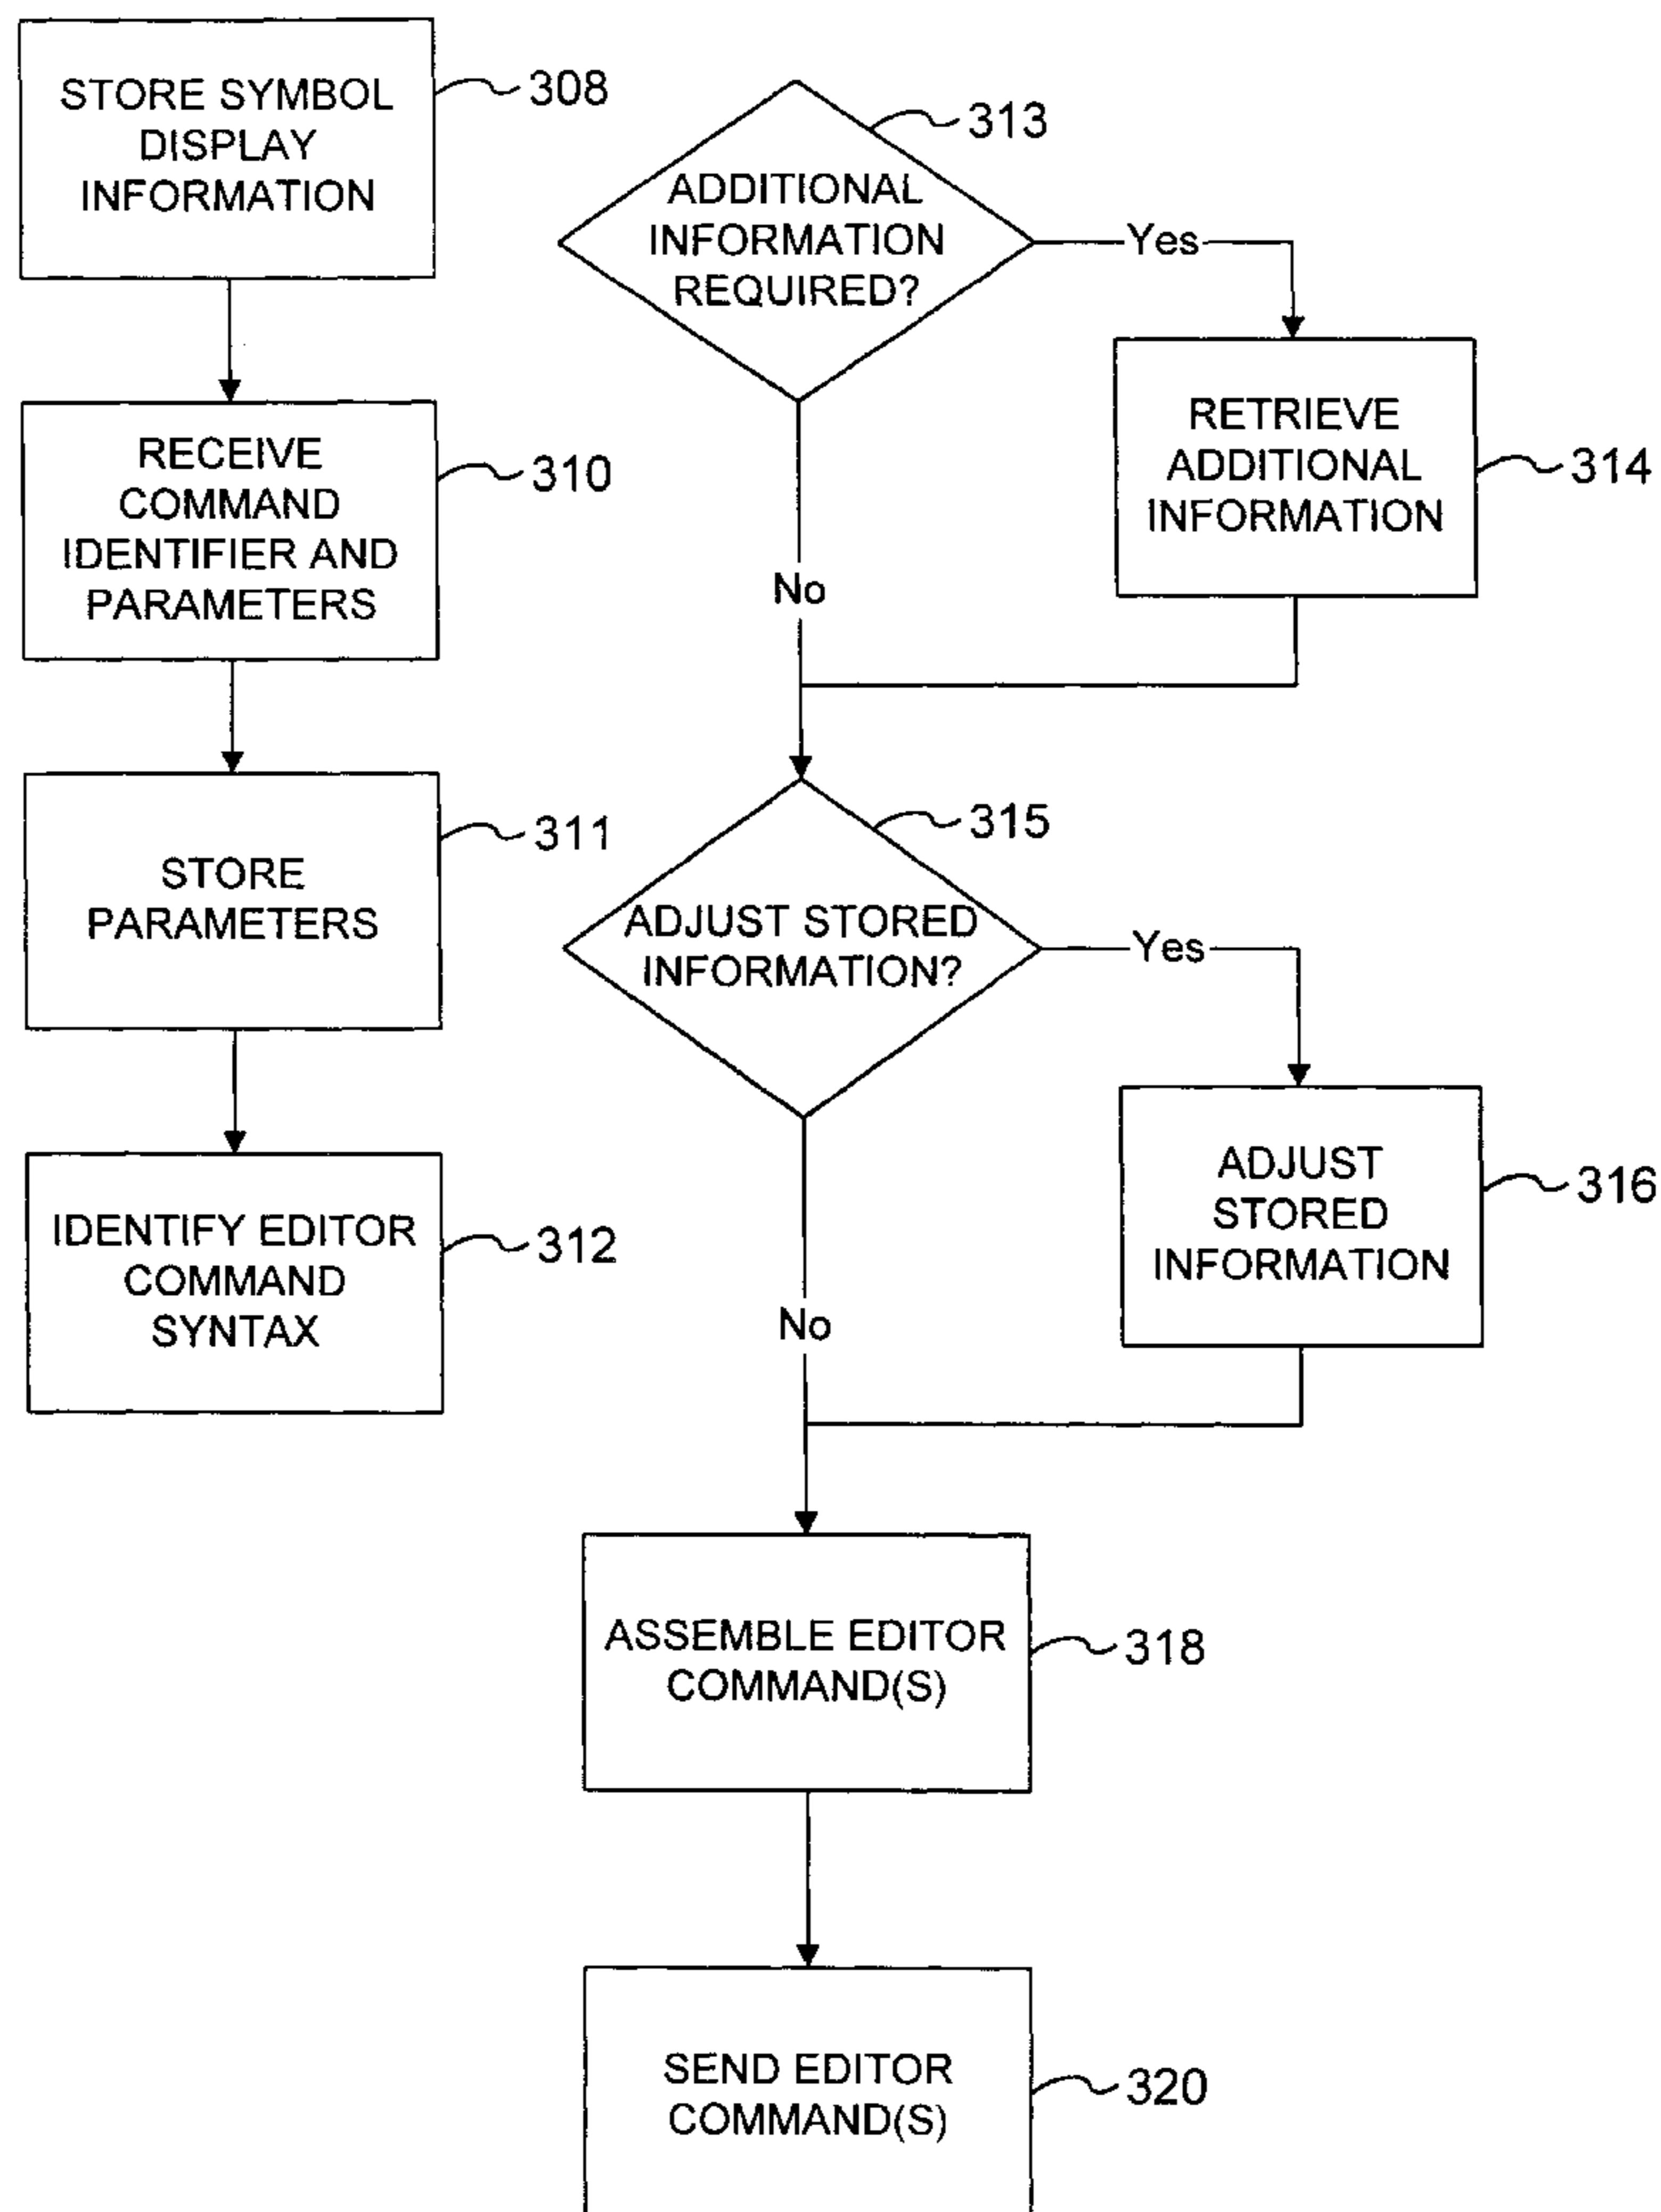 STORE SYMBOL
DISPLAY
INFORMATION
308
RECEIVE
COMMAND
IDENTIFIER AND
PARAMETERS
310
STORE
PARAMETERS
311
IDENTIFY EDITOR
COMMAND
SYNTAX
312
313
ADDITIONAL
INFORMATION
REQUIRED?
Yes
No
RETRIEVE
ADDITIONAL
INFORMATION
314
315
ADJUST STORED
INFORMATION?
Yes
No
ADJUST
STORED
INFORMATION
316
ASSEMBLE EDITOR
COMMAND(S)
318
SEND EDITOR
COMMAND(S)
320